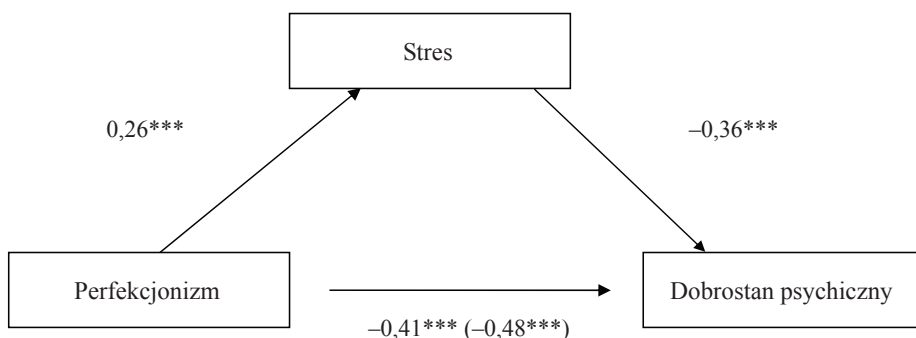 Stres
0,26***
–0,36***
Perfekcjonizm
Dobrostan psychiczny
–0,41*** (–0,48***)